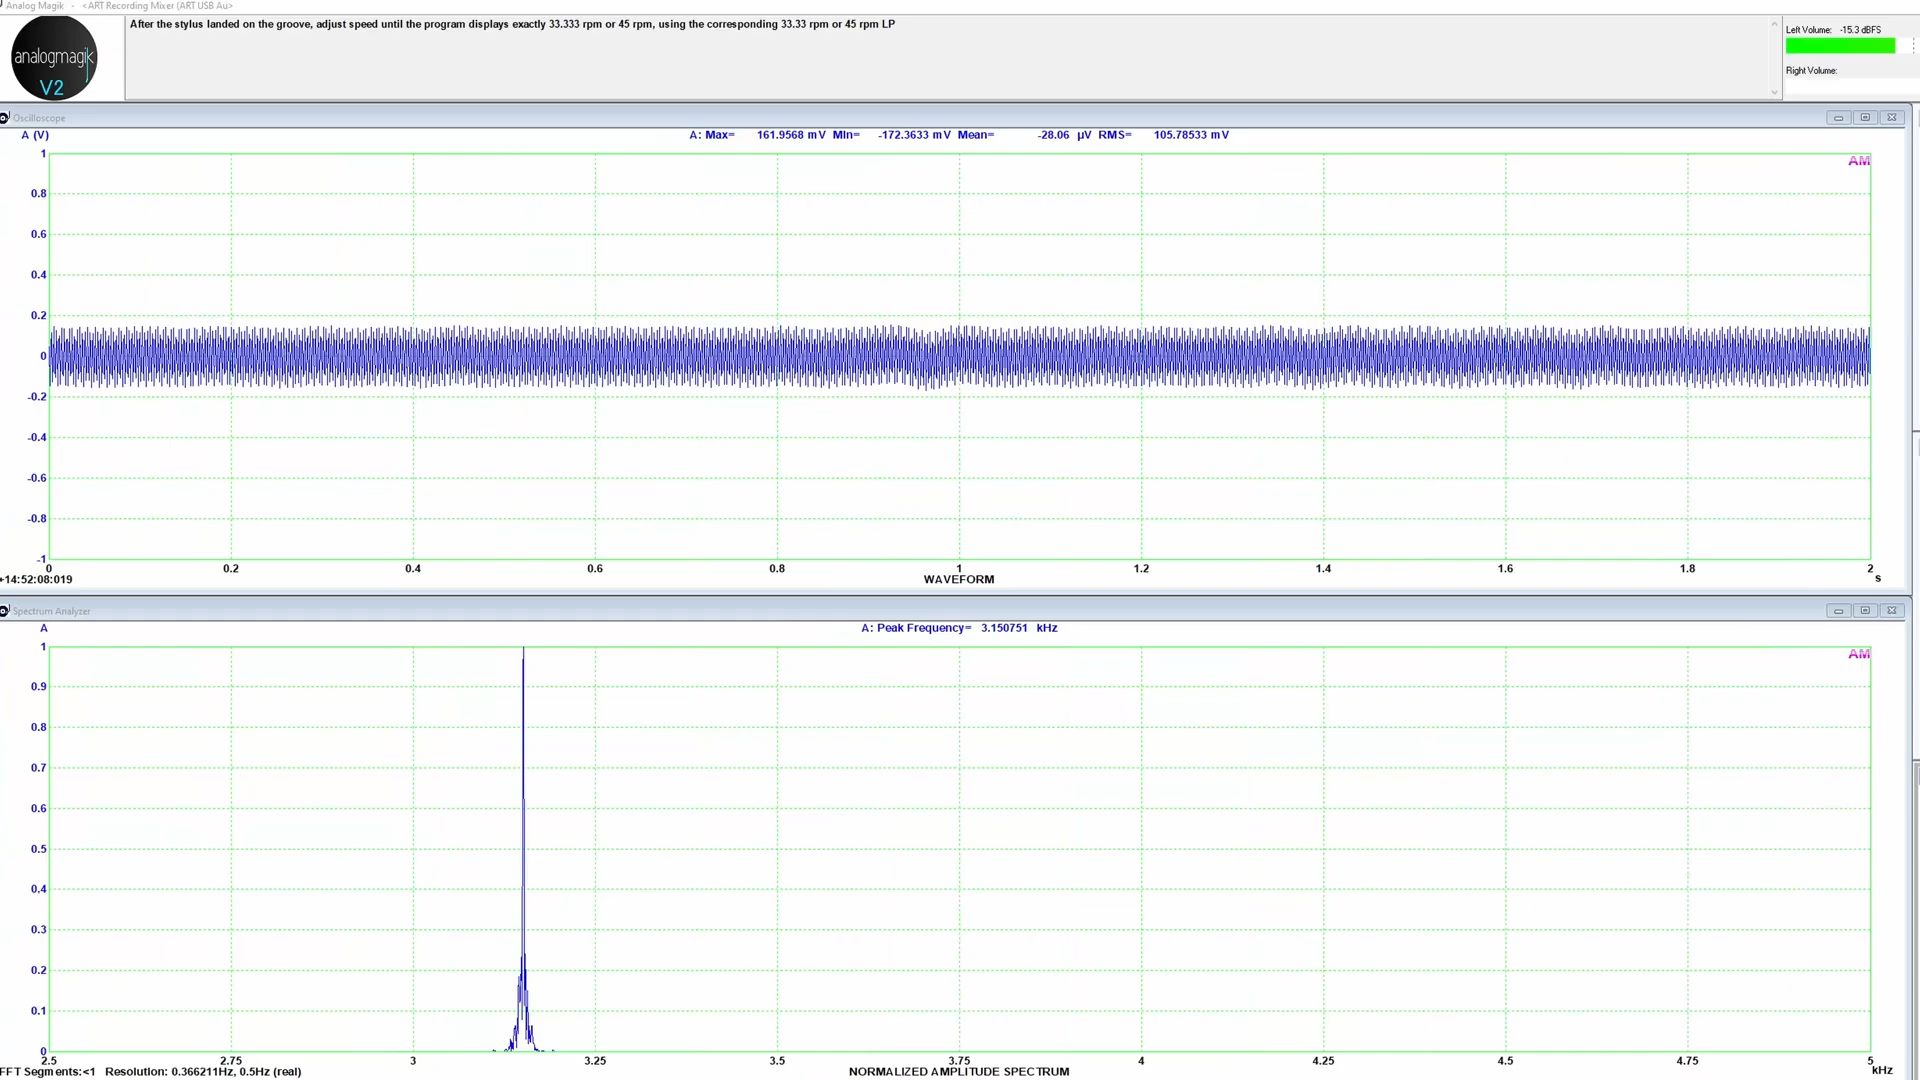 Analog Magik - <ART Recording Mixer (ART USB Au>
analogmagik
V2
After the stylus landed on the groove, adjust speed until the program displays exactly 33.333 rpm or 45 rpm, using the corresponding 33.33 rpm or 45 rpm LP
Left Volume: -15.3 dBFS
Right Volume:
Oscilloscope
A (V)
A: Max= 161.9568 mV MIn= -172.3633 mV Mean= -28.06 µV RMS= 105.78533 mV
AM
1
0.8
0.6
0.4
0.2
0
-0.2
-0.4
-0.6
-0.8
-1
0 0.2 0.4 0.6 0.8 1 1.2 1.4 1.6 1.8 2
+14:52:08:019
WAVEFORM
s
Spectrum Analyzer
A
A: Peak Frequency= 3.150751 kHz
AM
1
0.9
0.8
0.7
0.6
0.5
0.4
0.3
0.2
0.1
0
2.5 2.75 3 3.25 3.5 3.75 4 4.25 4.5 4.75 5
FFT Segments:<1 Resolution: 0.366211Hz, 0.5Hz (real)
NORMALIZED AMPLITUDE SPECTRUM
kHz